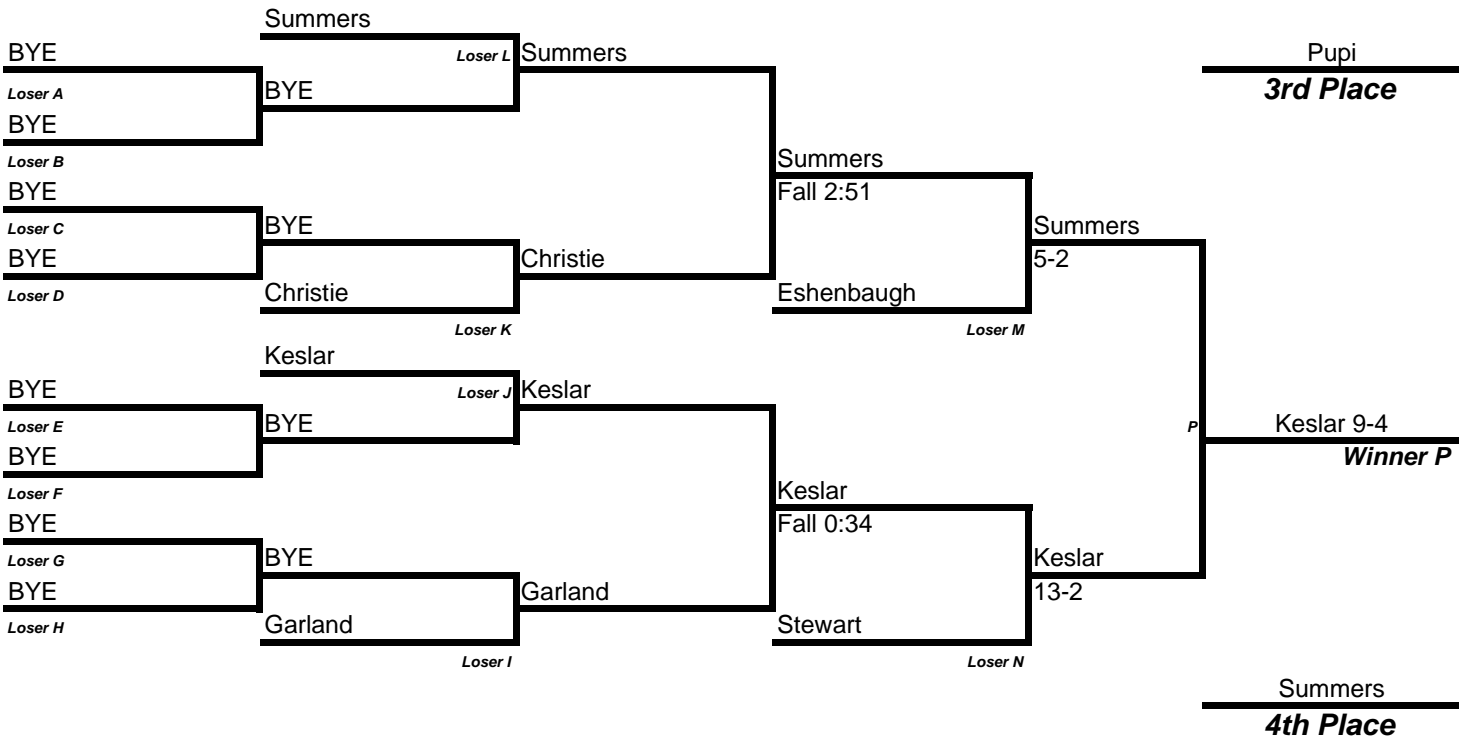 Summers
BYE
Loser L
Summers
Pupi
Loser A
BYE
3rd Place
BYE
Loser B
Summers
BYE
Fall 2:51
Loser C
BYE
Summers
BYE
Christie
5-2
Loser D
Christie
Eshenbaugh
Loser K
Loser M
Keslar
BYE
Loser J
Keslar
Loser E
BYE
P
Keslar 9-4
BYE
Winner P
Loser F
Keslar
BYE
Fall 0:34
Loser G
BYE
Keslar
BYE
Garland
13-2
Loser H
Garland
Stewart
Loser I
Loser N
Summers
4th Place